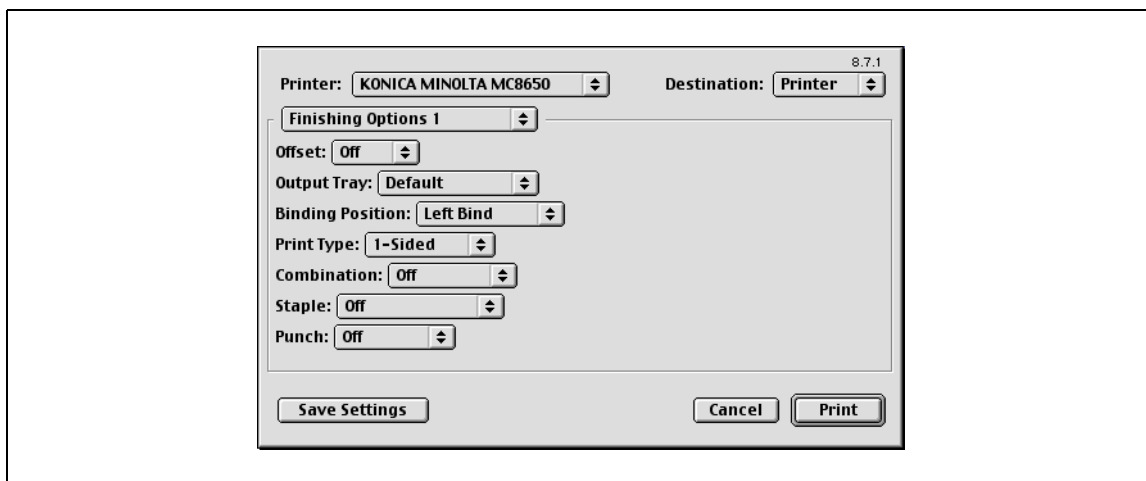 8.7.1
Printer: KONICA MINOLTA MC8650 Destination: Printer
Finishing Options 1
Offset: Off
Output Tray: Default
Binding Position: Left Bind
Print Type: 1-Sided
Combination: Off
Staple: Off
Punch: Off
Save Settings Cancel Print